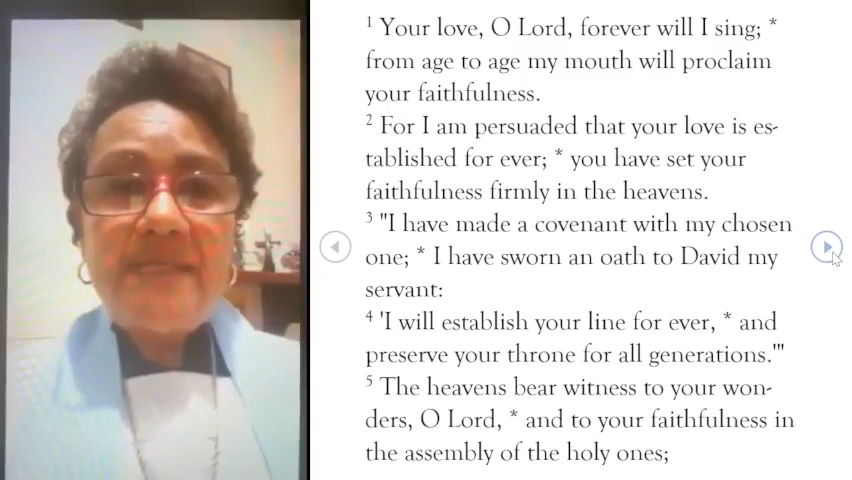 1 Your love, O Lord, forever will I sing; *
from age to age my mouth will proclaim
your faithfulness.
2 For I am persuaded that your love is es-
tablished for ever; * you have set your
faithfulness firmly in the heavens.
3 "I have made a covenant with my chosen
one; * I have sworn an oath to David my
servant:
4 'I will establish your line for ever, * and
preserve your throne for all generations.'"
5 The heavens bear witness to your won-
ders, O Lord, * and to your faithfulness in
the assembly of the holy ones;